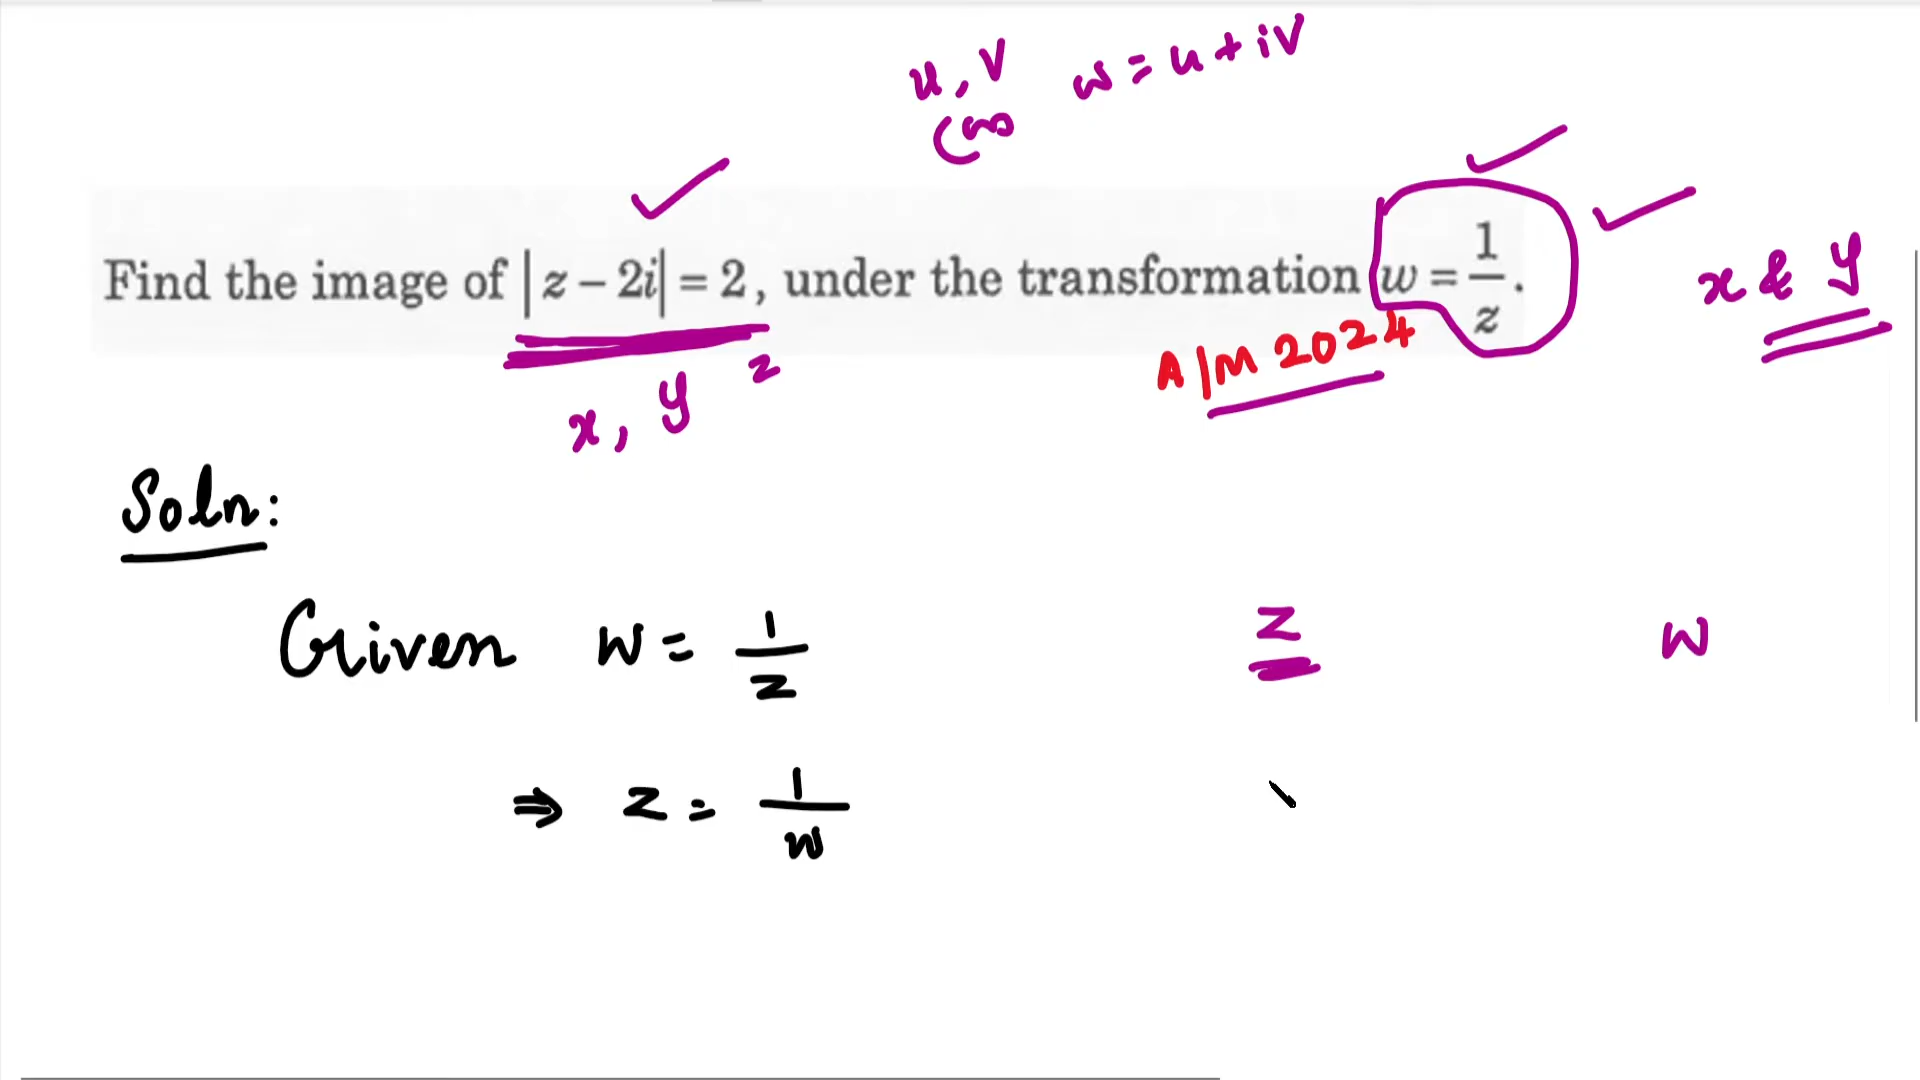 u, v w = u + iv
Find the image of |z − 2i| = 2, under the transformation w = 1/z.
x & y
A/M 2024
x, y z
Soln:
Given w = 1/z
z w
⇒ z = 1/w